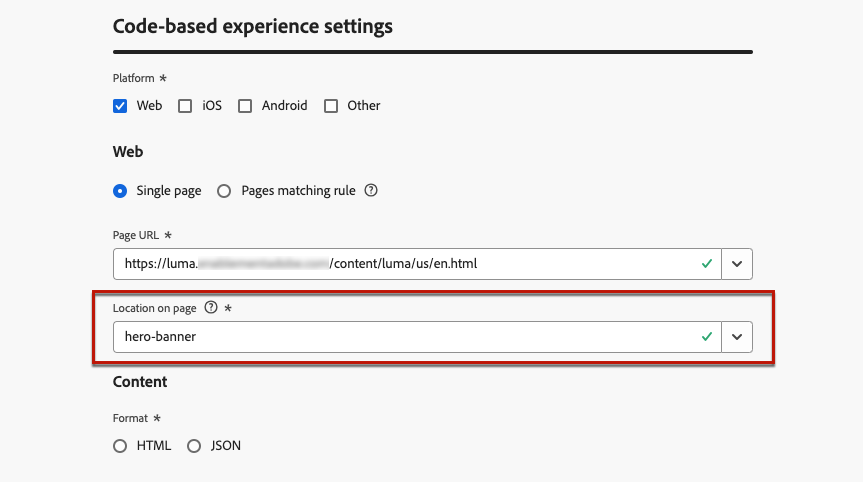 Code-based experience settings
Platform *
Web iOS Android Other
Web
Single page Pages matching rule ?
Page URL *
https://luma. /content/luma/us/en.html
Location on page ? *
hero-banner
Content
Format *
HTML JSON